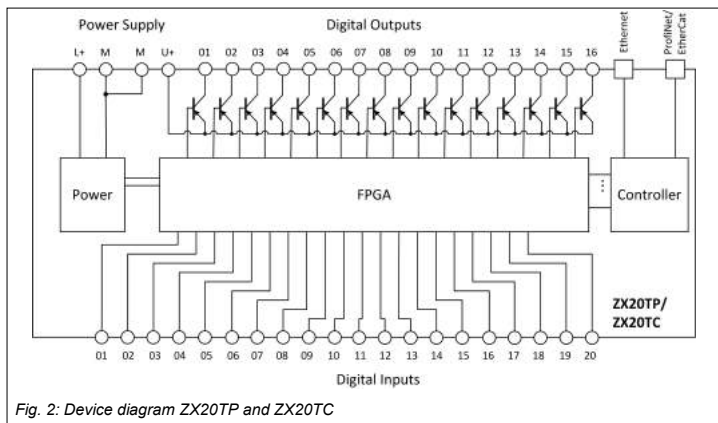 Power Supply Digital Outputs
L+ M M U+ 01 02 03 04 05 06 07 08 09 10 11 12 13 14 15 16
Ethernet
ProfiNet/
EtherCat
Power
FPGA
Controller
ZX20TP/
ZX20TC
01 02 03 04 05 06 07 08 09 10 11 12 13 14 15 16 17 18 19 20
Digital Inputs
Fig. 2: Device diagram ZX20TP and ZX20TC